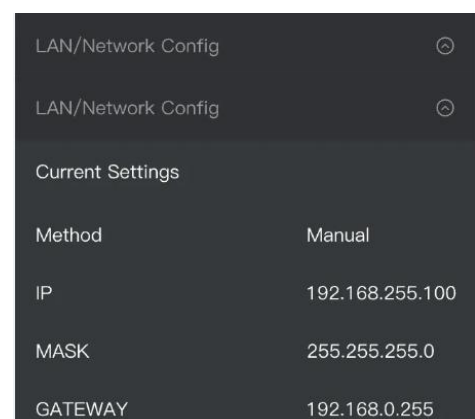 LAN/Network Config
LAN/Network Config
Current Settings
Method Manual
IP 192.168.255.100
MASK 255.255.255.0
GATEWAY 192.168.0.255